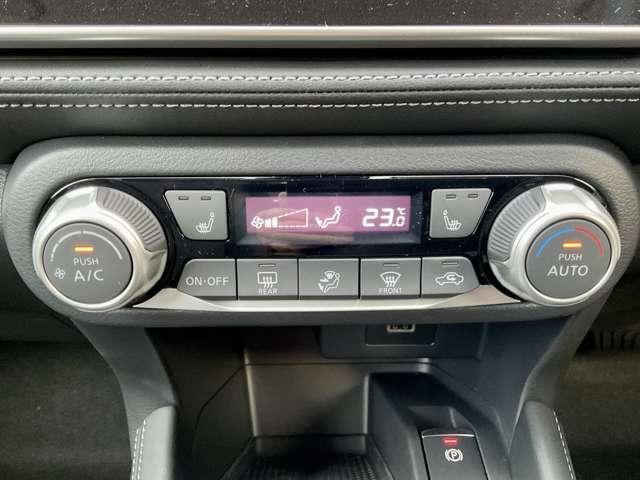 23.0 °C
PUSH
A/C
PUSH
AUTO
ON·OFF
REAR
FRONT
P